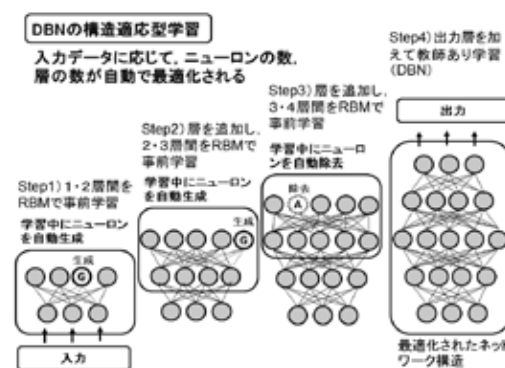 DBNの構造適応型学習
入力データに応じて，ニューロンの数，
層の数が自動で最適化される
Step1) 1・2層間を
RBMで事前学習
学習中にニューロン
を自動生成
生成
G
入力
Step2) 層を追加し，
2・3層間をRBMで
事前学習
学習中にニューロン
を自動生成
生成
G
Step3) 層を追加し，
3・4層間をRBMで
事前学習
学習中にニューロ
ンを自動除去
除去
A
Step4) 出力層を加
えて教師あり学習
(DBN)
出力
最適化されたネット
ワーク構造